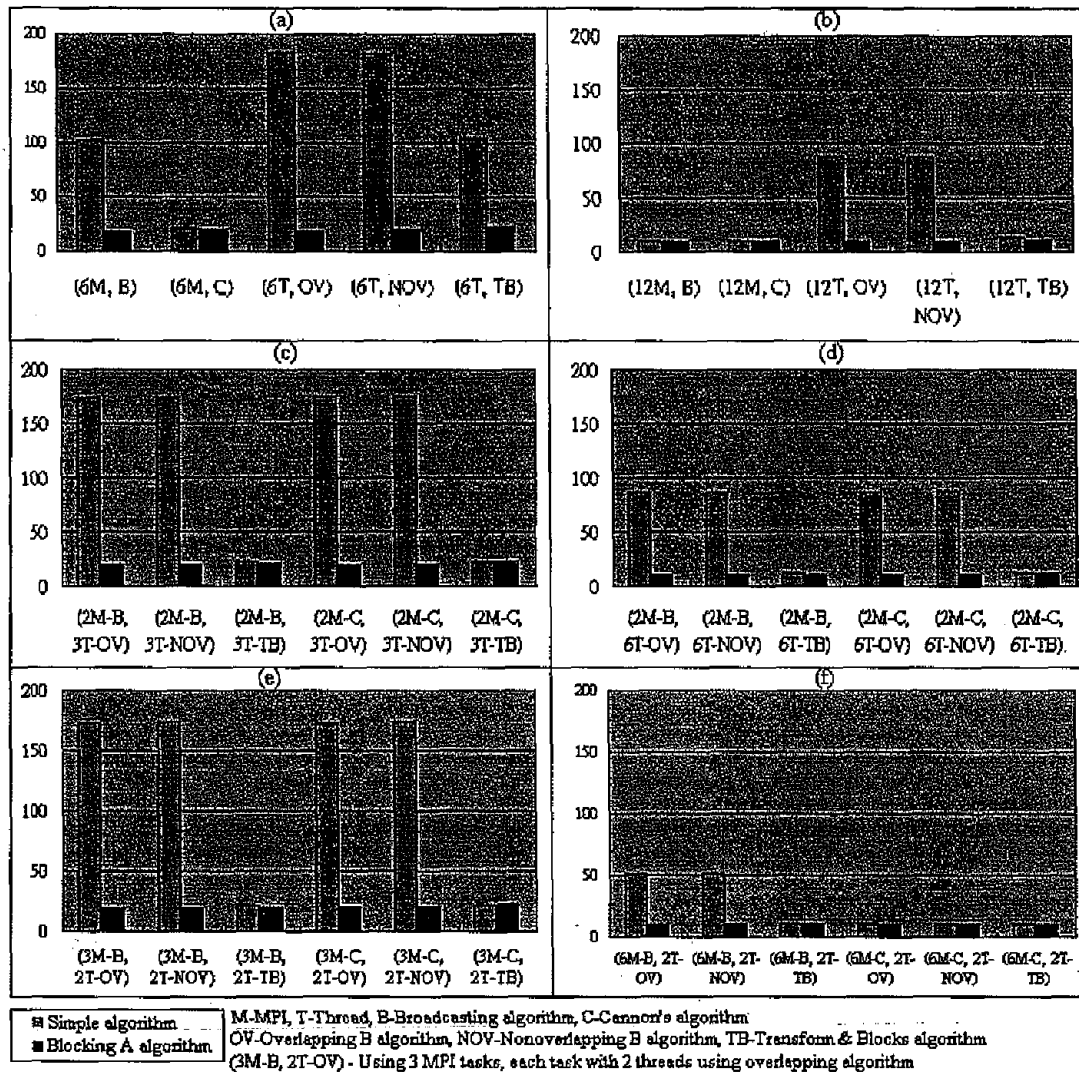 (a)
200
150
100
50
0
(6M, B) (6M, C) (6T, OV) (6T, NOV) (6T, TB)
(b)
200
150
100
50
0
(12M, B) (12M, C) (12T, OV) (12T, NOV) (12T, TB)
(c)
200
150
100
50
0
(2M-B, 3T-OV) (2M-B, 3T-NOV) (2M-B, 3T-TB) (2M-C, 3T-OV) (2M-C, 3T-NOV) (2M-C, 3T-TB)
(d)
200
150
100
50
0
(2M-B, 6T-OV) (2M-B, 6T-NOV) (2M-B, 6T-TB) (2M-C, 6T-OV) (2M-C, 6T-NOV) (2M-C, 6T-TB).
(e)
200
150
100
50
0
(3M-B, 2T-OV) (3M-B, 2T-NOV) (3M-B, 2T-TB) (3M-C, 2T-OV) (3M-C, 2T-NOV) (3M-C, 2T-TB)
(f)
200
150
100
50
0
(6M-B, 2T-OV) (6M-B, 2T-NOV) (6M-B, 2T-TB) (6M-C, 2T-OV) (6M-C, 2T-NOV) (6M-C, 2T-TB)
Simple algorithm
Blocking A algorithm
M-MPI, T-Thread, B-Broadcasting algorithm, C-Cannon's algorithm
OV-Overlapping B algorithm, NOV-Nonoverlapping B algorithm, TB-Transform & Blocks algorithm
(3M-B, 2T-OV) - Using 3 MPI tasks, each task with 2 threads using overlapping algorithm